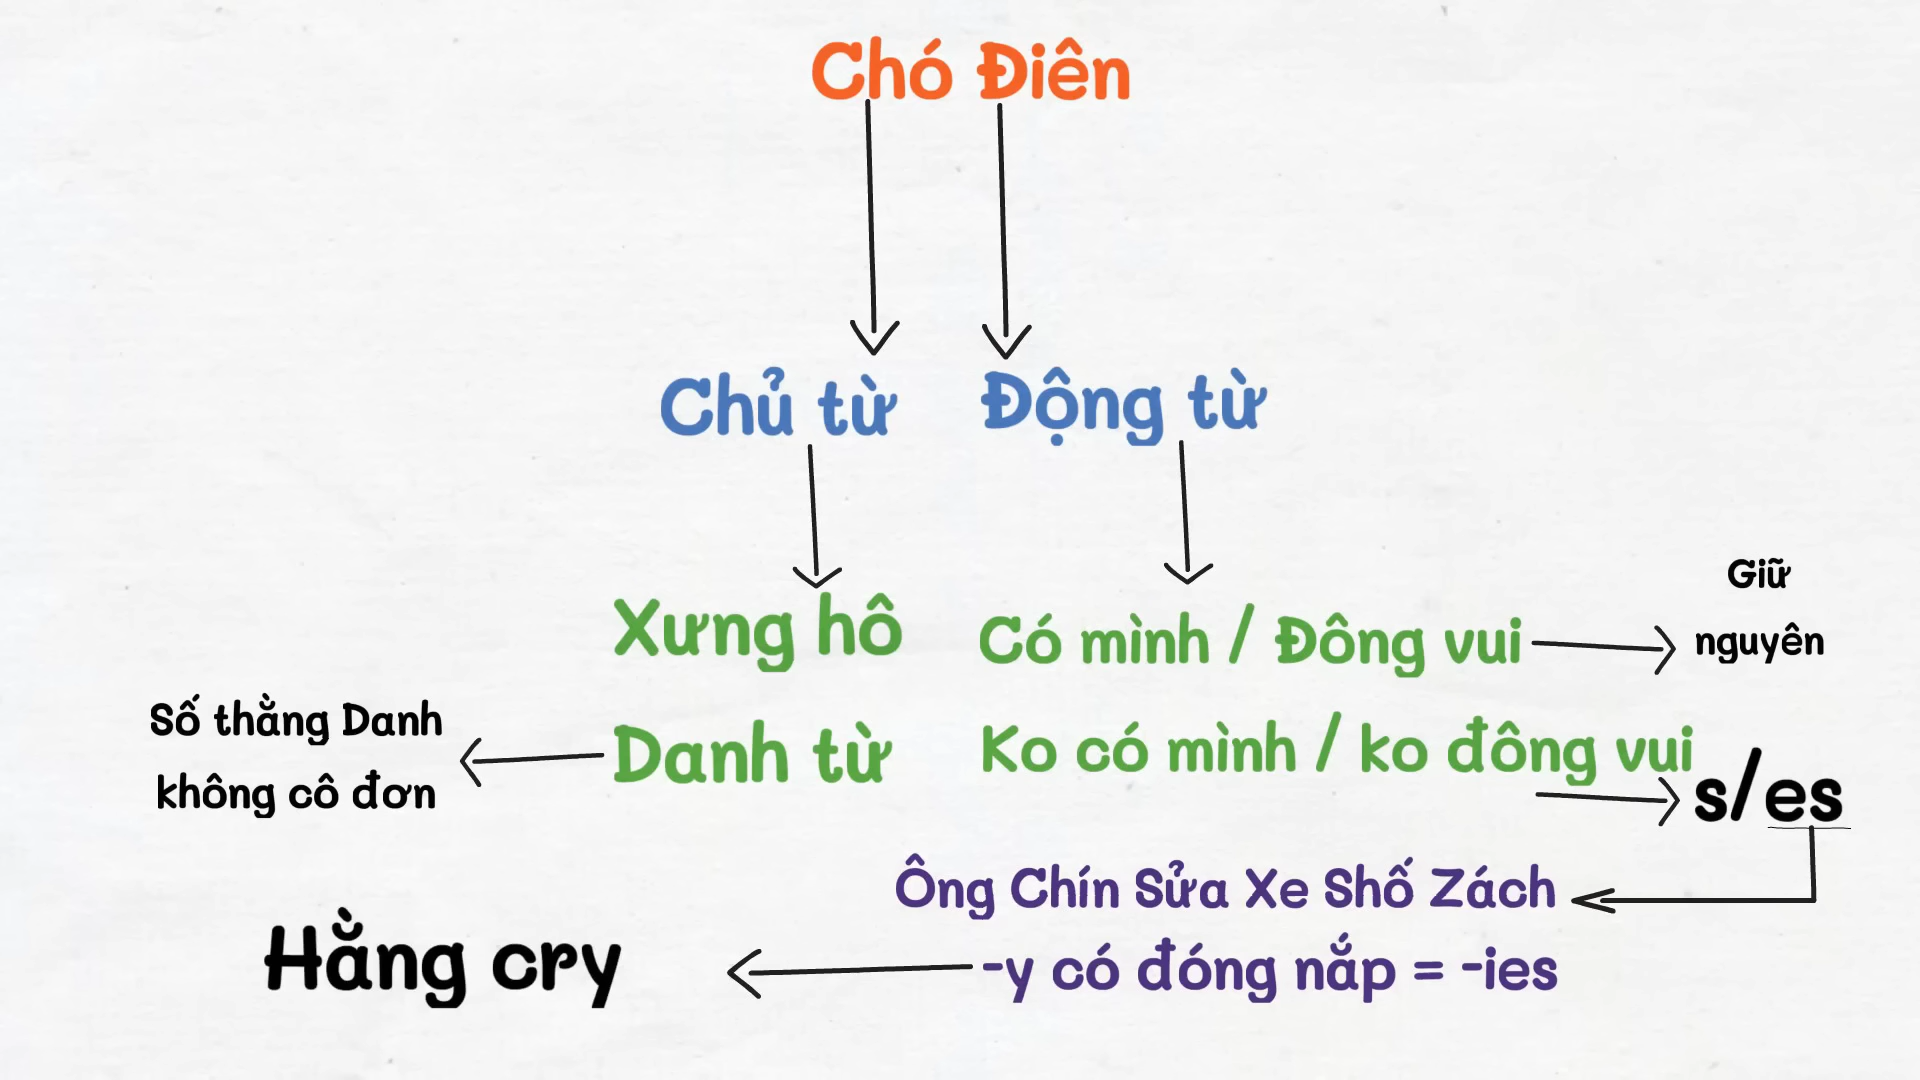 Chó Điên
Chủ từ Động từ
Xưng hô
Danh từ
Số thằng Danh
không cô đơn
Có mình / Đông vui
Giữ
nguyên
Ko có mình / ko đông vui
s/es
Ông Chín Sửa Xe Shố Zách
-y có đóng nắp = -ies
Hằng cry